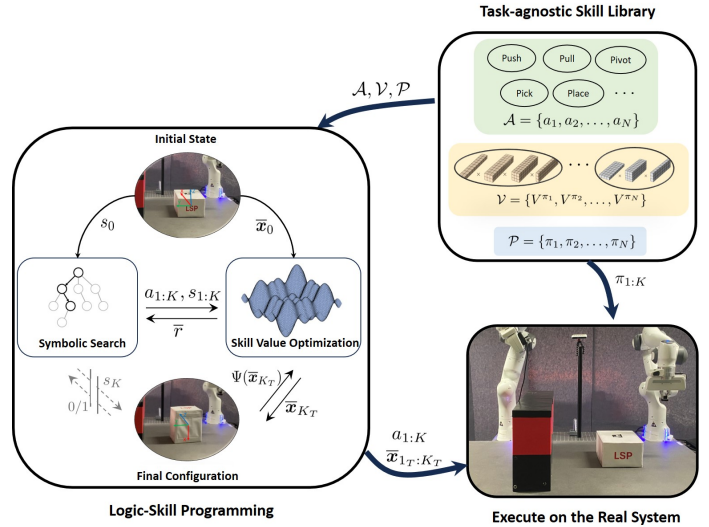 Task-agnostic Skill Library
Push
Pull
Pivot
Pick
Place
. . .
𝒜 = {a₁, a₂, . . . , a_N}
. . .
𝒱 = {V^{π₁}, V^{π₂}, . . . , V^{π_N}}
𝒫 = {π₁, π₂, . . . , π_N}
𝒜, 𝒱, 𝒫
Initial State
LSP
s₀
x̄₀
a₁:K, s₁:K
r̄
Symbolic Search
Skill Value Optimization
s_K
0/1
Ψ(x̄_{K_T})
x̄_{K_T}
Final Configuration
Logic-Skill Programming
π₁:K
a₁:K
x̄_{1_T:K_T}
LSP
Execute on the Real System